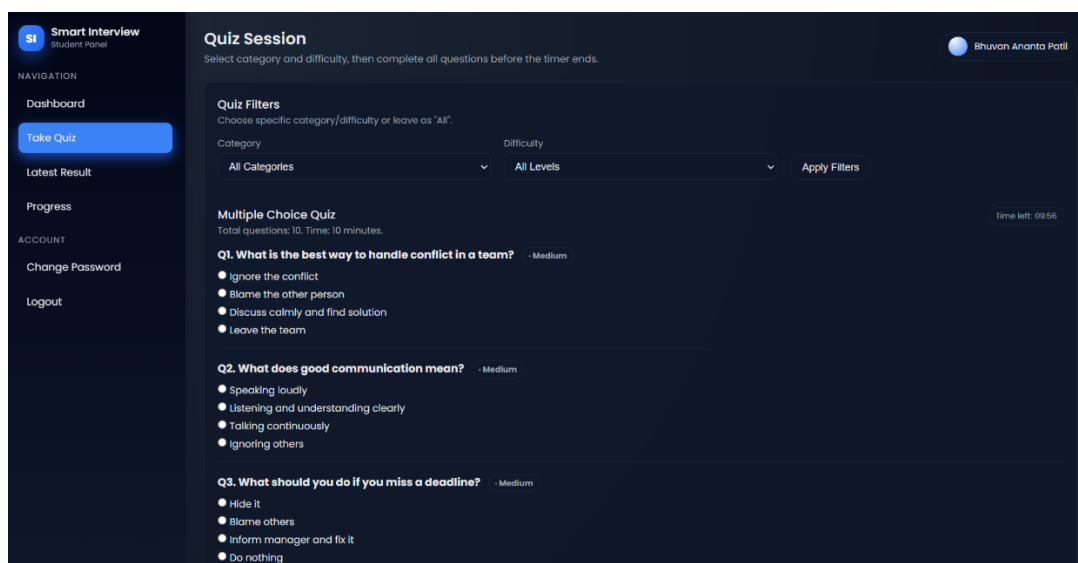 SI
Smart Interview
Student Panel
NAVIGATION
Dashboard
Take Quiz
Latest Result
Progress
ACCOUNT
Change Password
Logout
Quiz Session
Select category and difficulty, then complete all questions before the timer ends.
Bhuvan Ananta Patil
Quiz Filters
Choose specific category/difficulty or leave as "All".
Category
Difficulty
All Categories
All Levels
Apply Filters
Multiple Choice Quiz
Total questions: 10. Time: 10 minutes.
Time left: 09:56
Q1. What is the best way to handle conflict in a team? - Medium
Ignore the conflict
Blame the other person
Discuss calmly and find solution
Leave the team
Q2. What does good communication mean? - Medium
Speaking loudly
Listening and understanding clearly
Talking continuously
Ignoring others
Q3. What should you do if you miss a deadline? - Medium
Hide it
Blame others
Inform manager and fix it
Do nothing